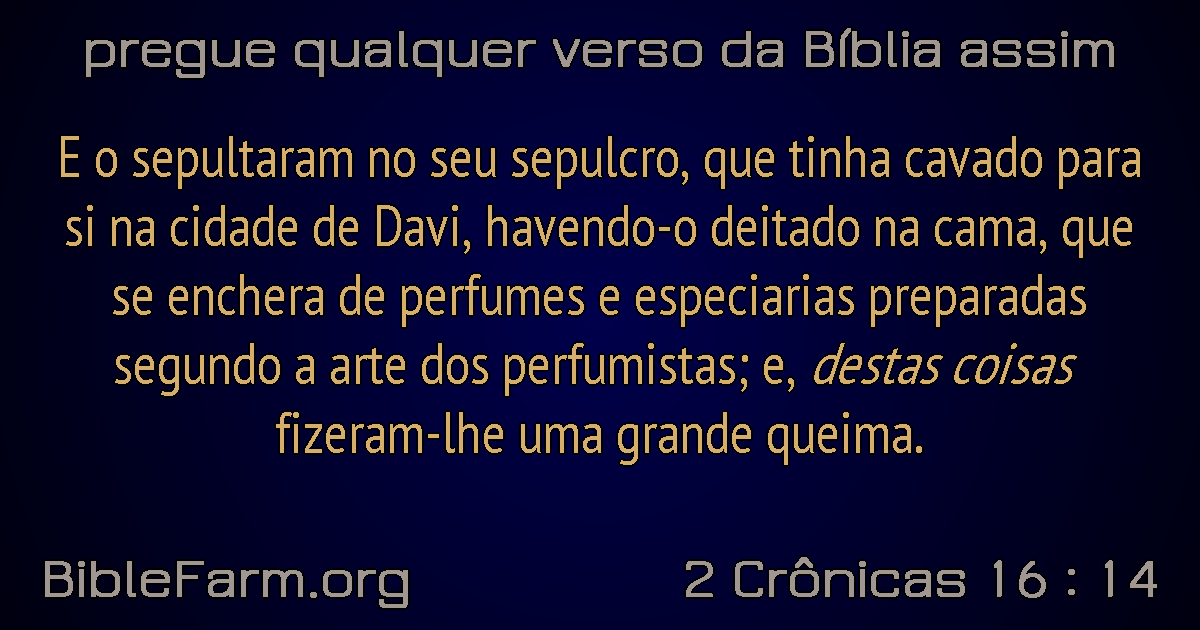 pregue qualquer verso da Bíblia assim
E o sepultaram no seu sepulcro, que tinha cavado para
si na cidade de Davi, havendo-o deitado na cama, que
se enchera de perfumes e especiarias preparadas
segundo a arte dos perfumistas; e, destas coisas
fizeram-lhe uma grande queima.
BibleFarm.org
2 Crônicas 16 : 14